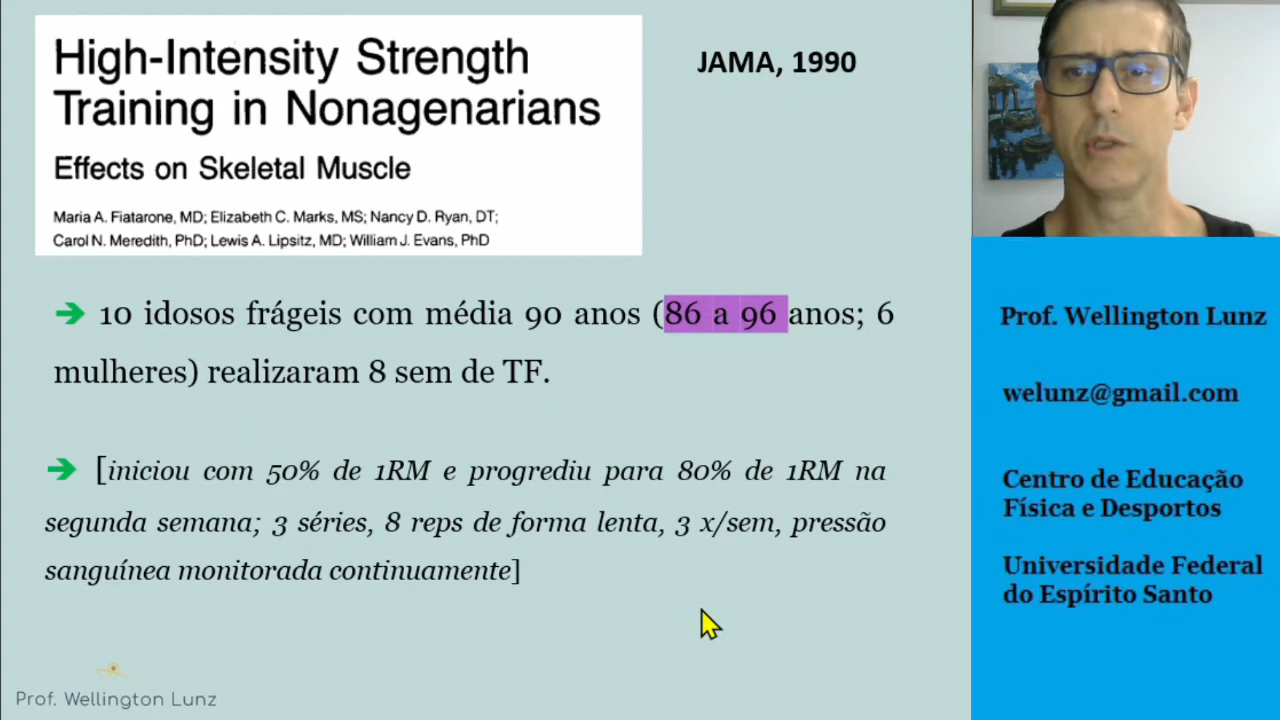 High-Intensity Strength
Training in Nonagenarians
Effects on Skeletal Muscle
Maria A. Fiatarone, MD; Elizabeth C. Marks, MS; Nancy D. Ryan, DT;
Carol N. Meredith, PhD; Lewis A. Lipsitz, MD; William J. Evans, PhD
JAMA, 1990
➔ 10 idosos frágeis com média 90 anos (86 a 96 anos; 6
mulheres) realizaram 8 sem de TF.
➔ [iniciou com 50% de 1RM e progrediu para 80% de 1RM na
segunda semana; 3 séries, 8 reps de forma lenta, 3 x/sem, pressão
sanguínea monitorada continuamente]
Prof. Wellington Lunz
Prof. Wellington Lunz
welunz@gmail.com
Centro de Educação
Física e Desportos
Universidade Federal
do Espírito Santo